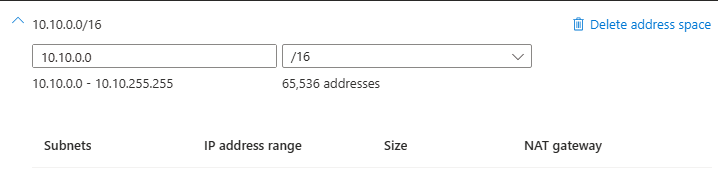 10.10.0.0/16
Delete address space
10.10.0.0
/16
10.10.0.0 - 10.10.255.255
65,536 addresses
Subnets
IP address range
Size
NAT gateway